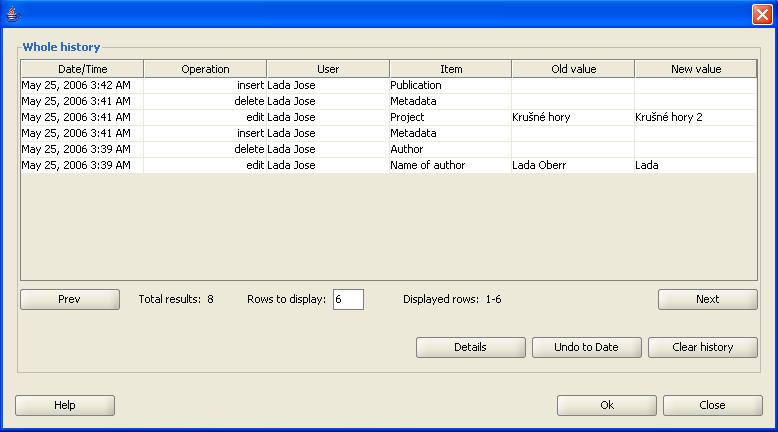 Whole history
Date/Time Operation User Item Old value New value
May 25, 2006 3:42 AM insert Lada Jose Publication
May 25, 2006 3:41 AM delete Lada Jose Metadata
May 25, 2006 3:41 AM edit Lada Jose Project Krušné hory Krušné hory 2
May 25, 2006 3:41 AM insert Lada Jose Metadata
May 25, 2006 3:39 AM delete Lada Jose Author
May 25, 2006 3:39 AM edit Lada Jose Name of author Lada Oberr Lada
Prev Total results: 8 Rows to display: 6 Displayed rows: 1-6 Next
Details Undo to Date Clear history
Help Ok Close